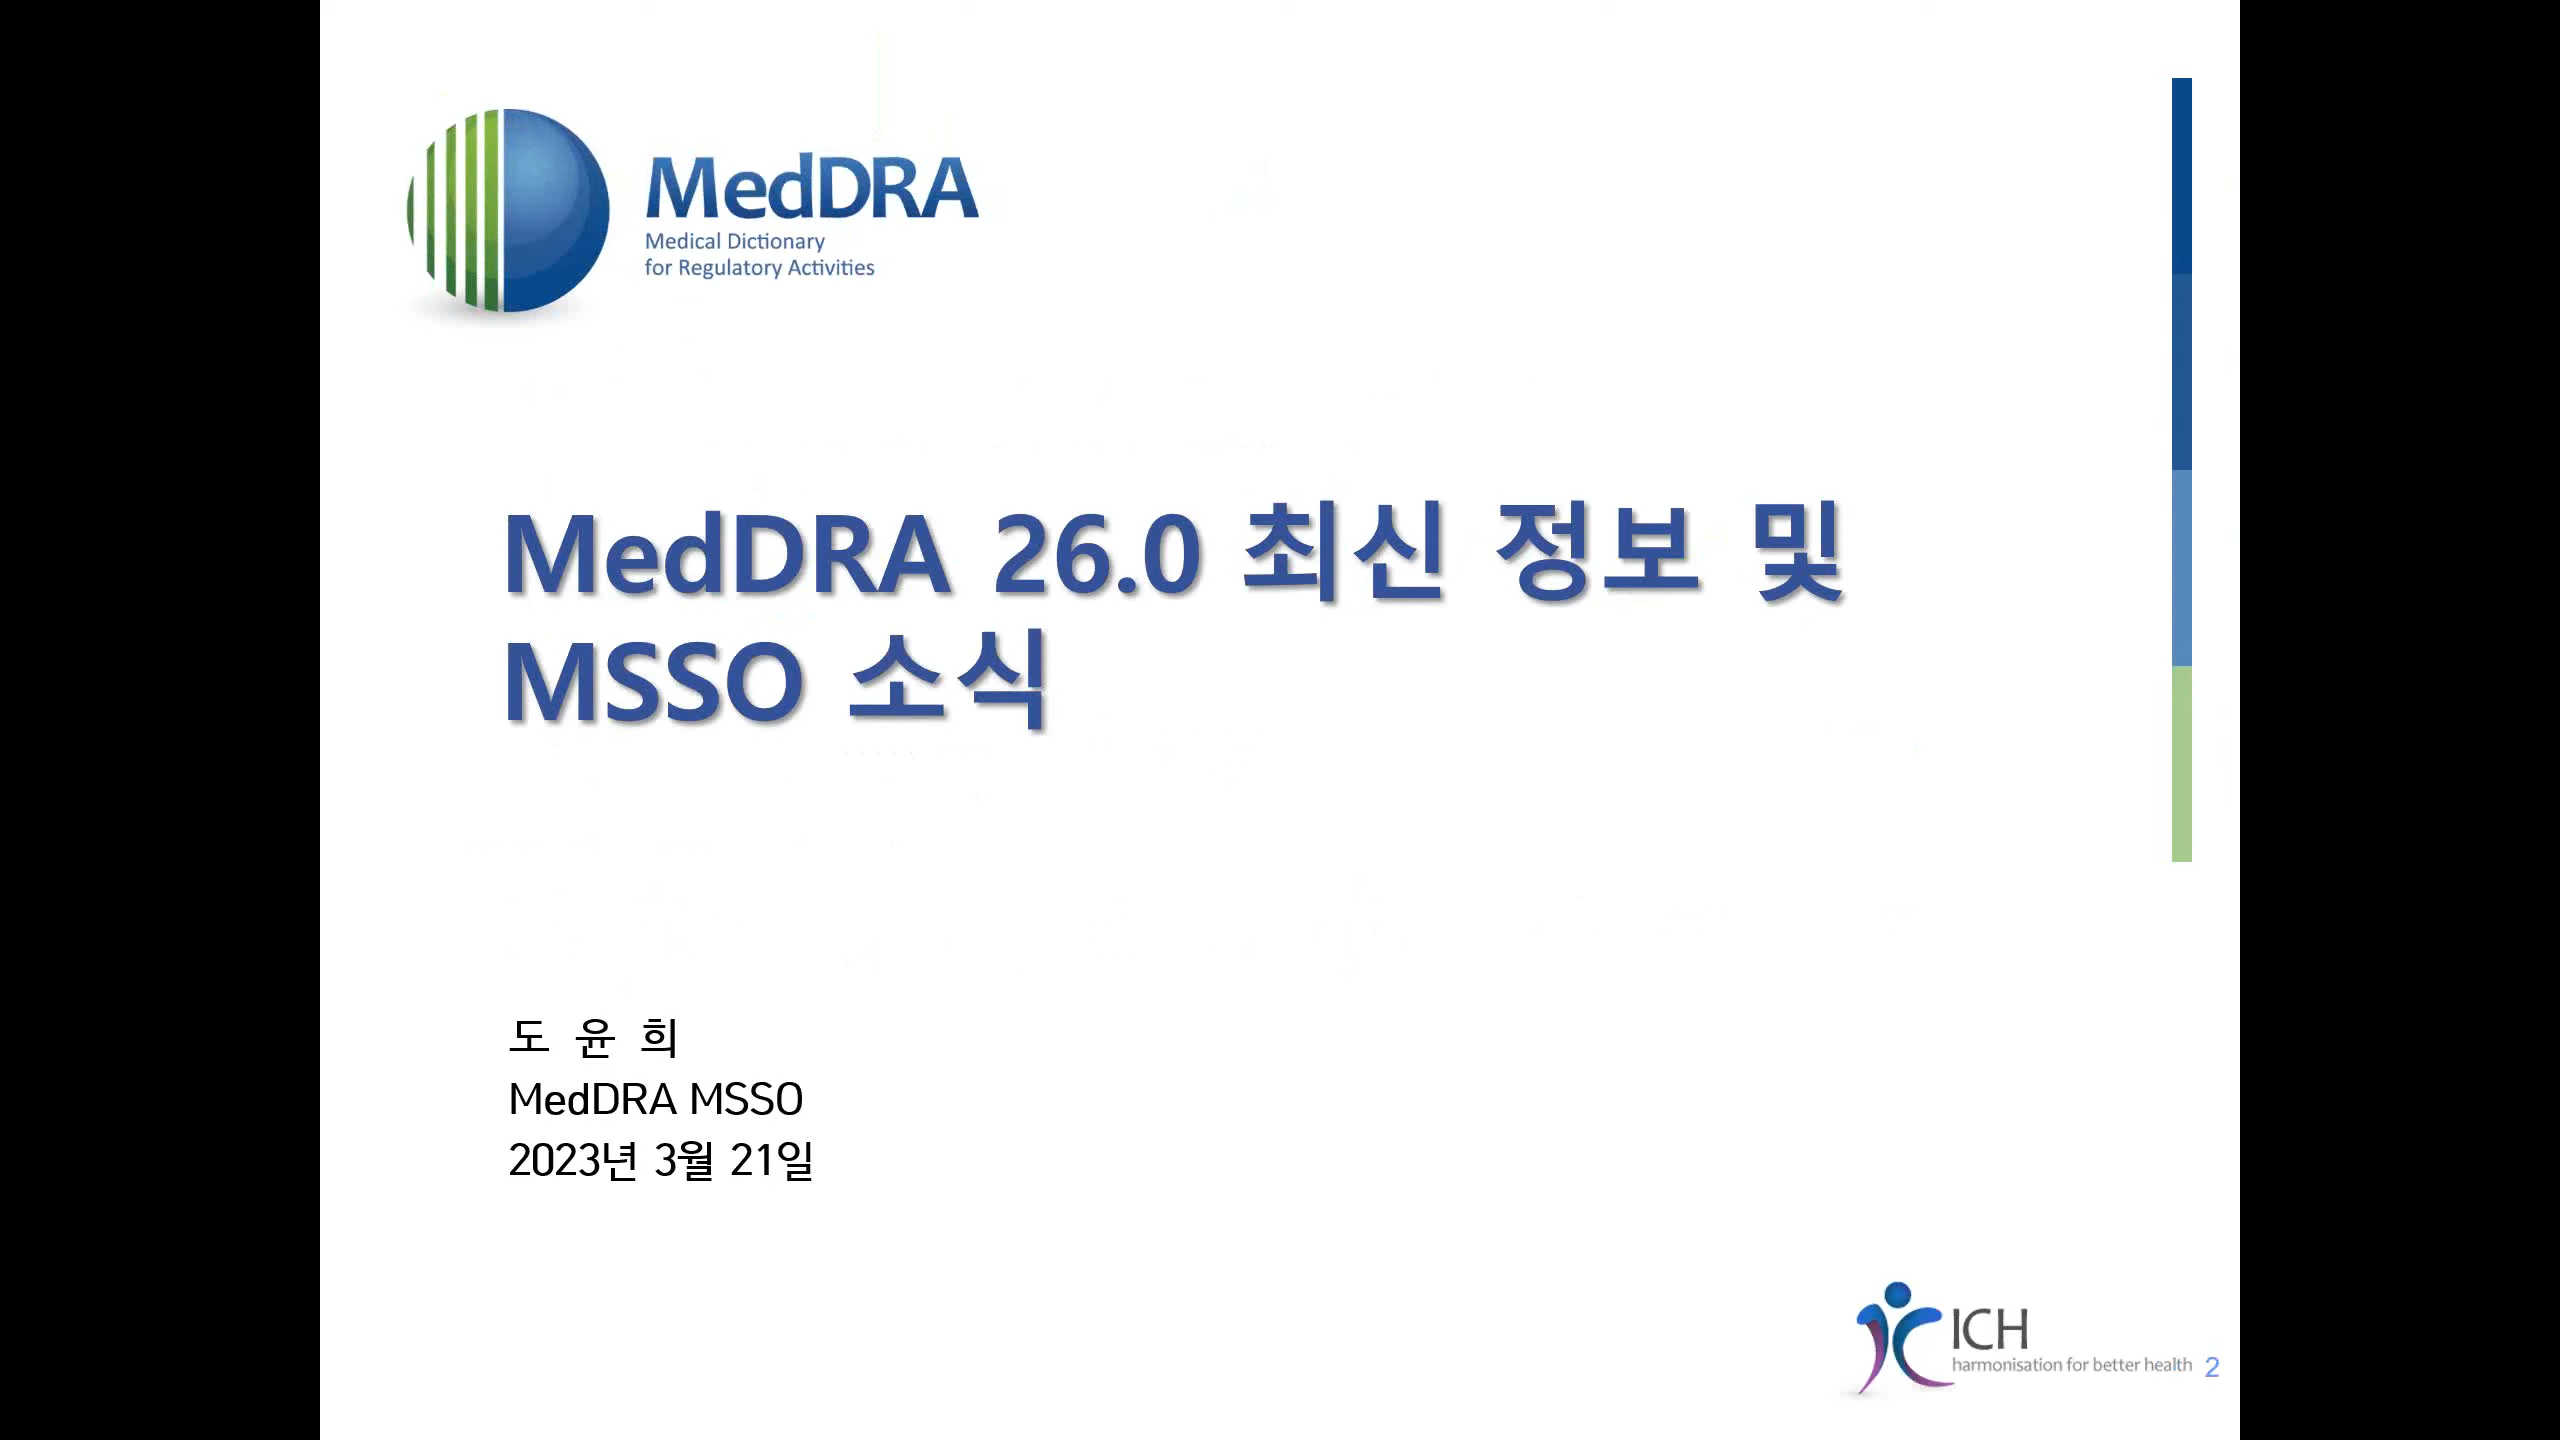 MedDRA
Medical Dictionary
for Regulatory Activities
MedDRA 26.0 최신 정보 및
MSSO 소식
도 윤 희
MedDRA MSSO
2023년 3월 21일
ICH
harmonisation for better health 2